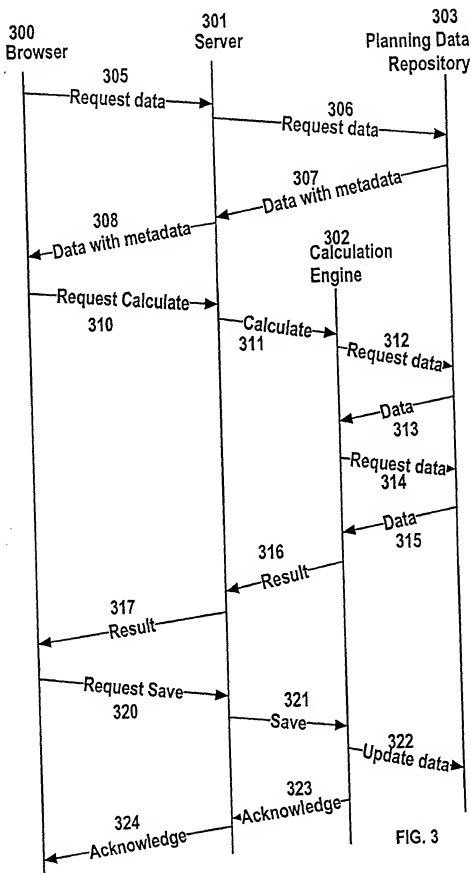 300
Browser
301
Server
303
Planning Data
Repository
305
Request data
306
Request data
307
Data with metadata
308
Data with metadata
302
Calculation
Engine
Request Calculate
310
Calculate
311
312
Request data
Data
313
Request data
314
Data
315
316
Result
317
Result
Request Save
320
321
Save
322
Update data
323
Acknowledge
324
Acknowledge
FIG. 3